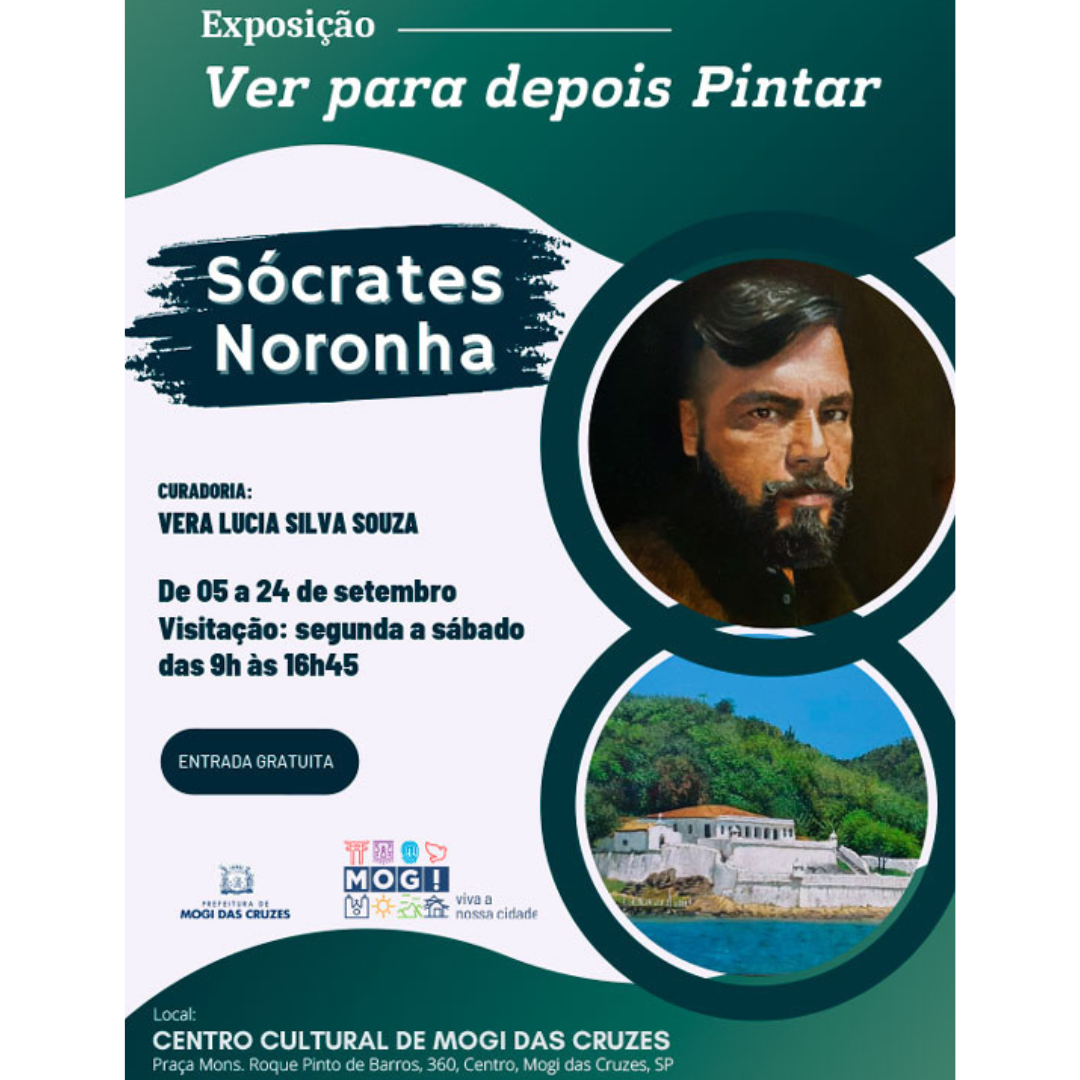 Exposição
Ver para depois Pintar
Sócrates
Noronha
CURADORIA:
VERA LUCIA SILVA SOUZA
De 05 a 24 de setembro
Visitação: segunda a sábado
das 9h às 16h45
ENTRADA GRATUITA
PREFEITURA DE
MOGI DAS CRUZES
MOG!
viva a
nossa cidade
Local:
CENTRO CULTURAL DE MOGI DAS CRUZES
Praça Mons. Roque Pinto de Barros, 360, Centro, Mogi das Cruzes, SP